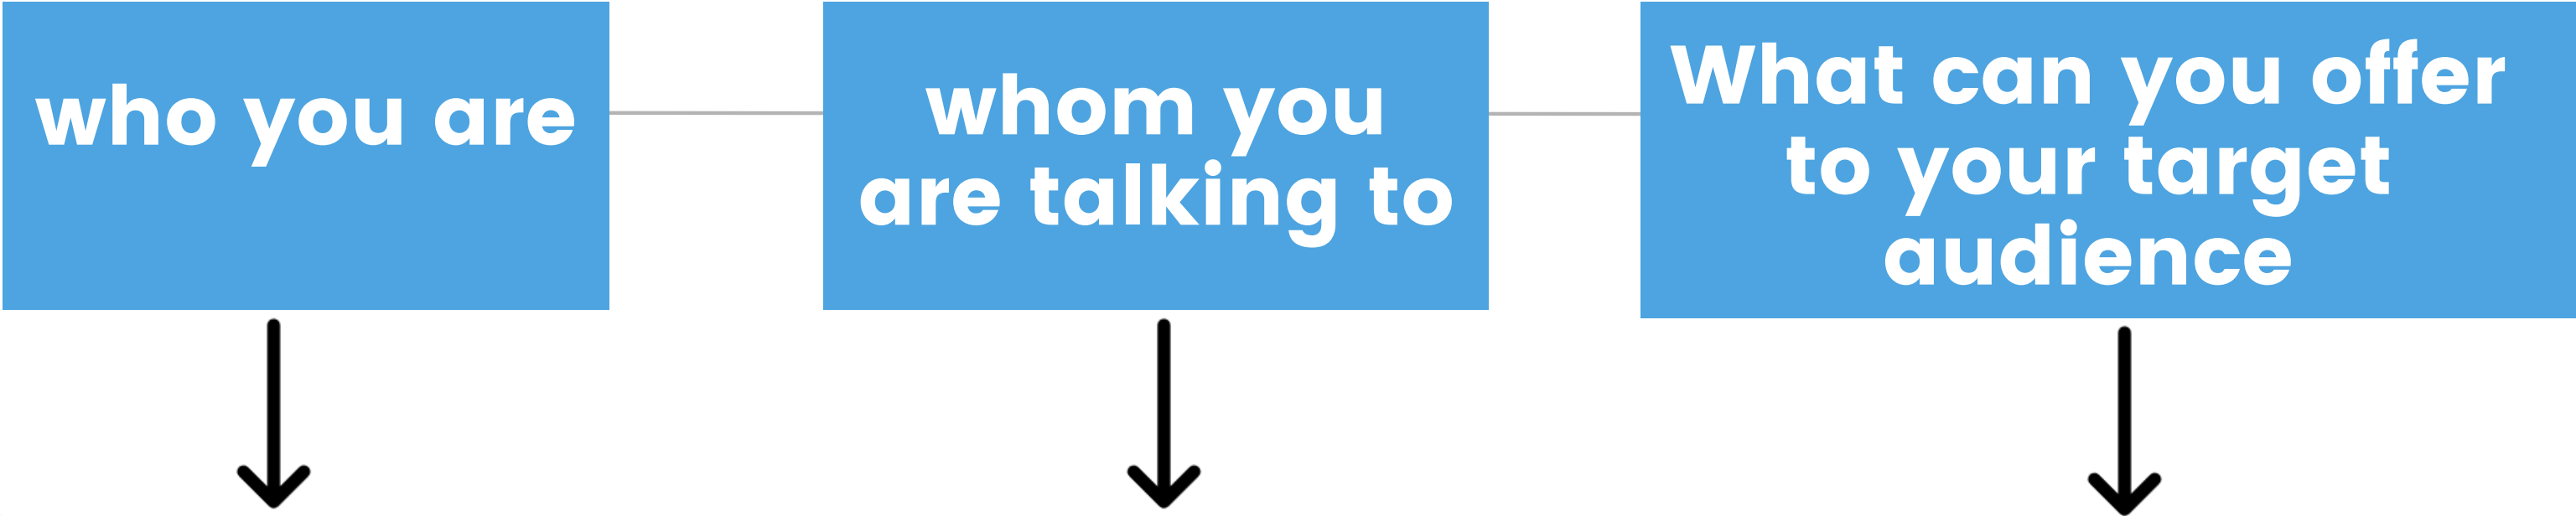 who you are
whom you
are talking to
What can you offer
to your target
audience